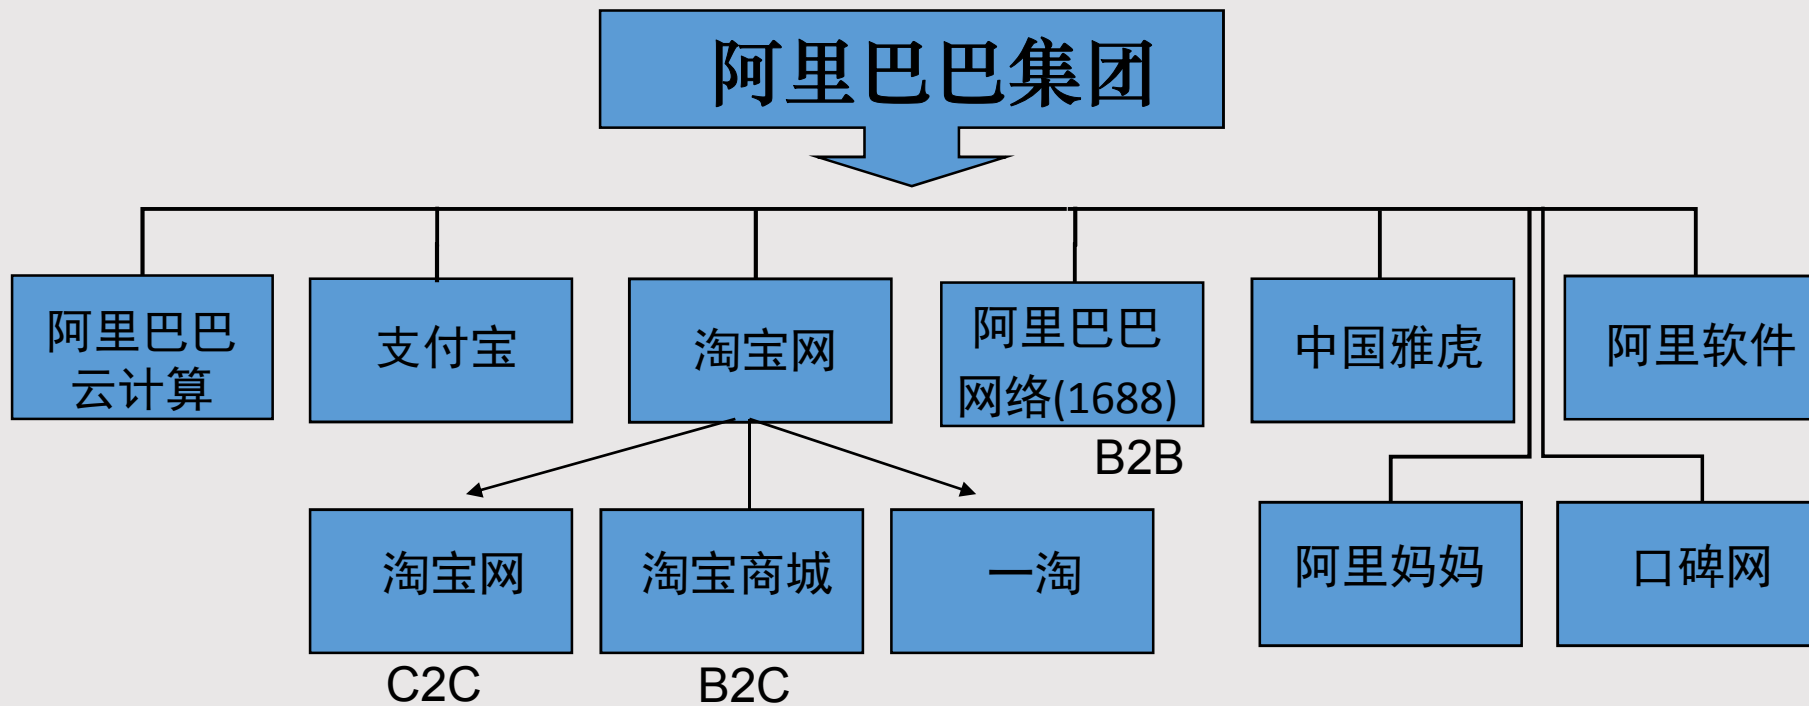 阿里巴巴集团
阿里巴巴
云计算
支付宝
淘宝网
阿里巴巴
网络(1688)
B2B
中国雅虎
阿里软件
淘宝网
C2C
淘宝商城
B2C
一淘
阿里妈妈
口碑网